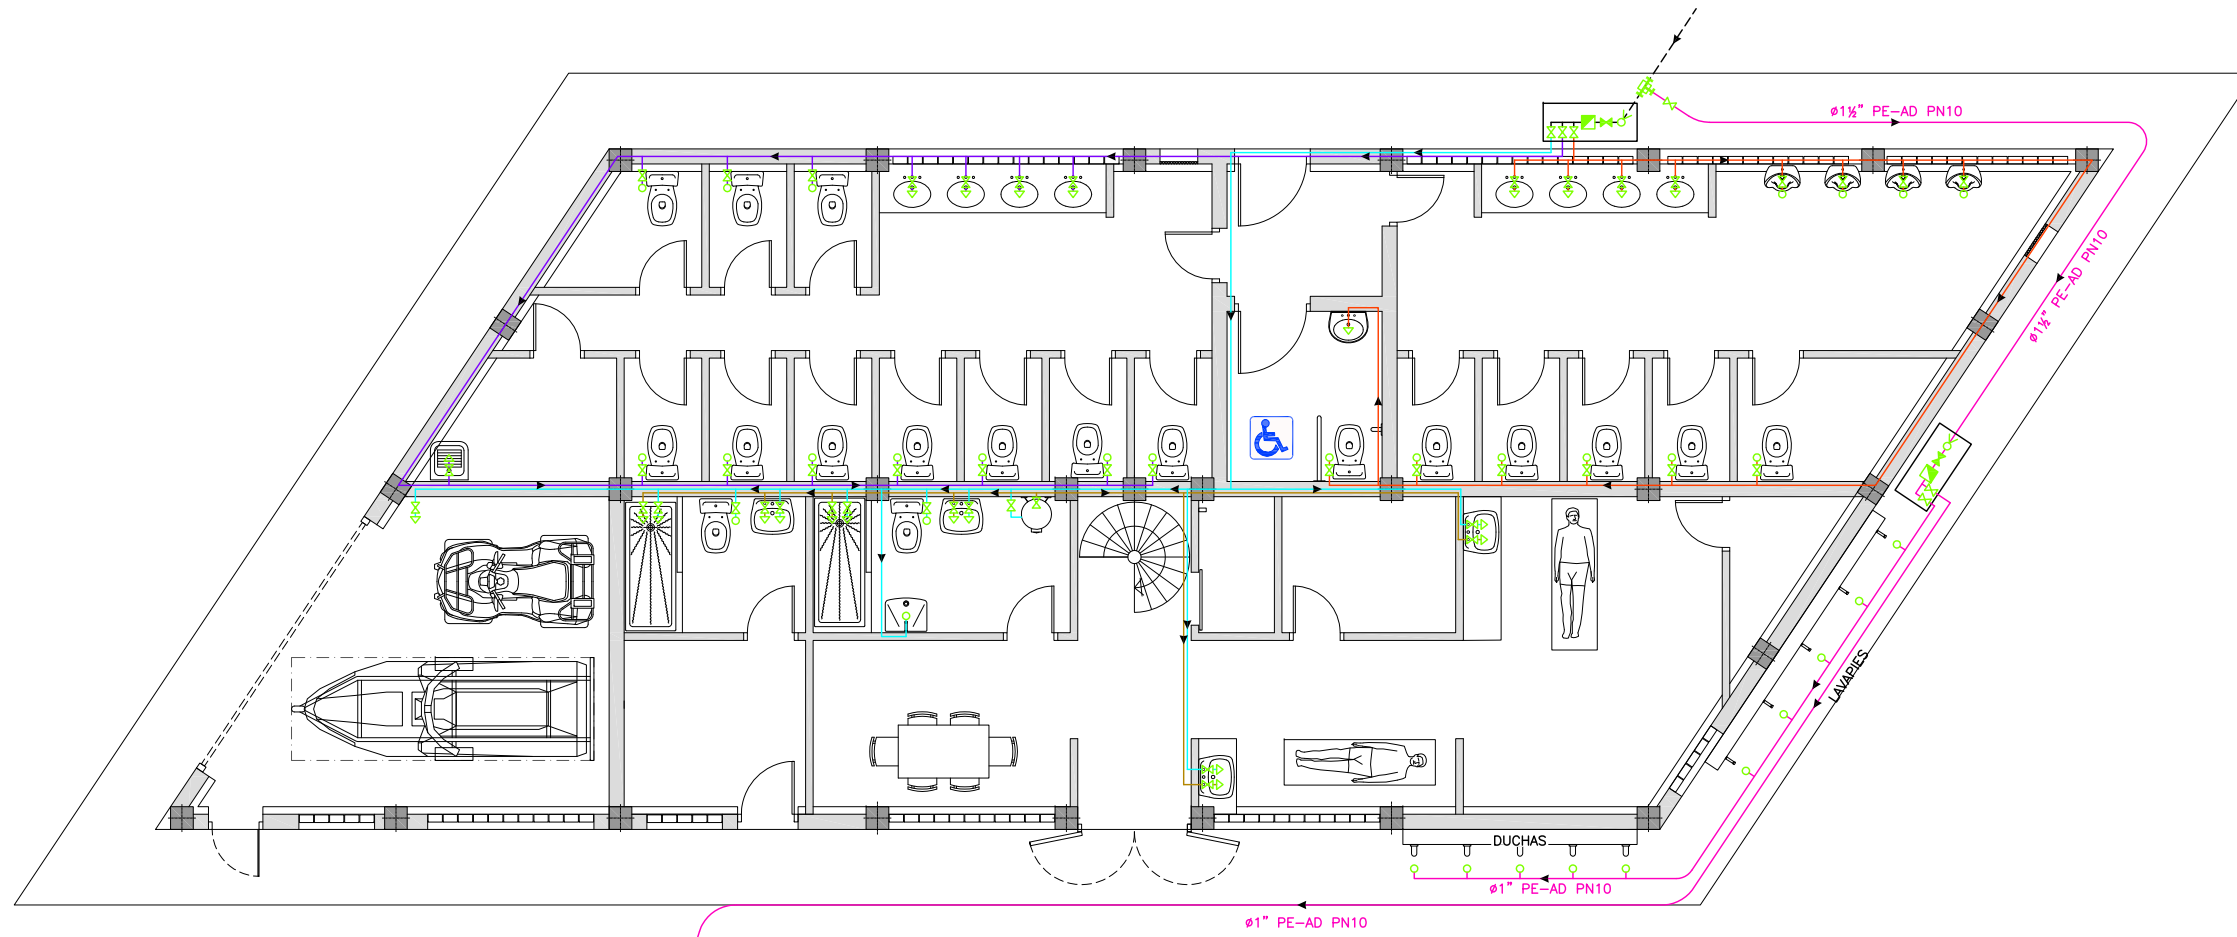 ø1½" PE-AD PN10
ø1½" PE-AD PN10
LAVAPIES
DUCHAS
ø1" PE-AD PN10
ø1" PE-AD PN10